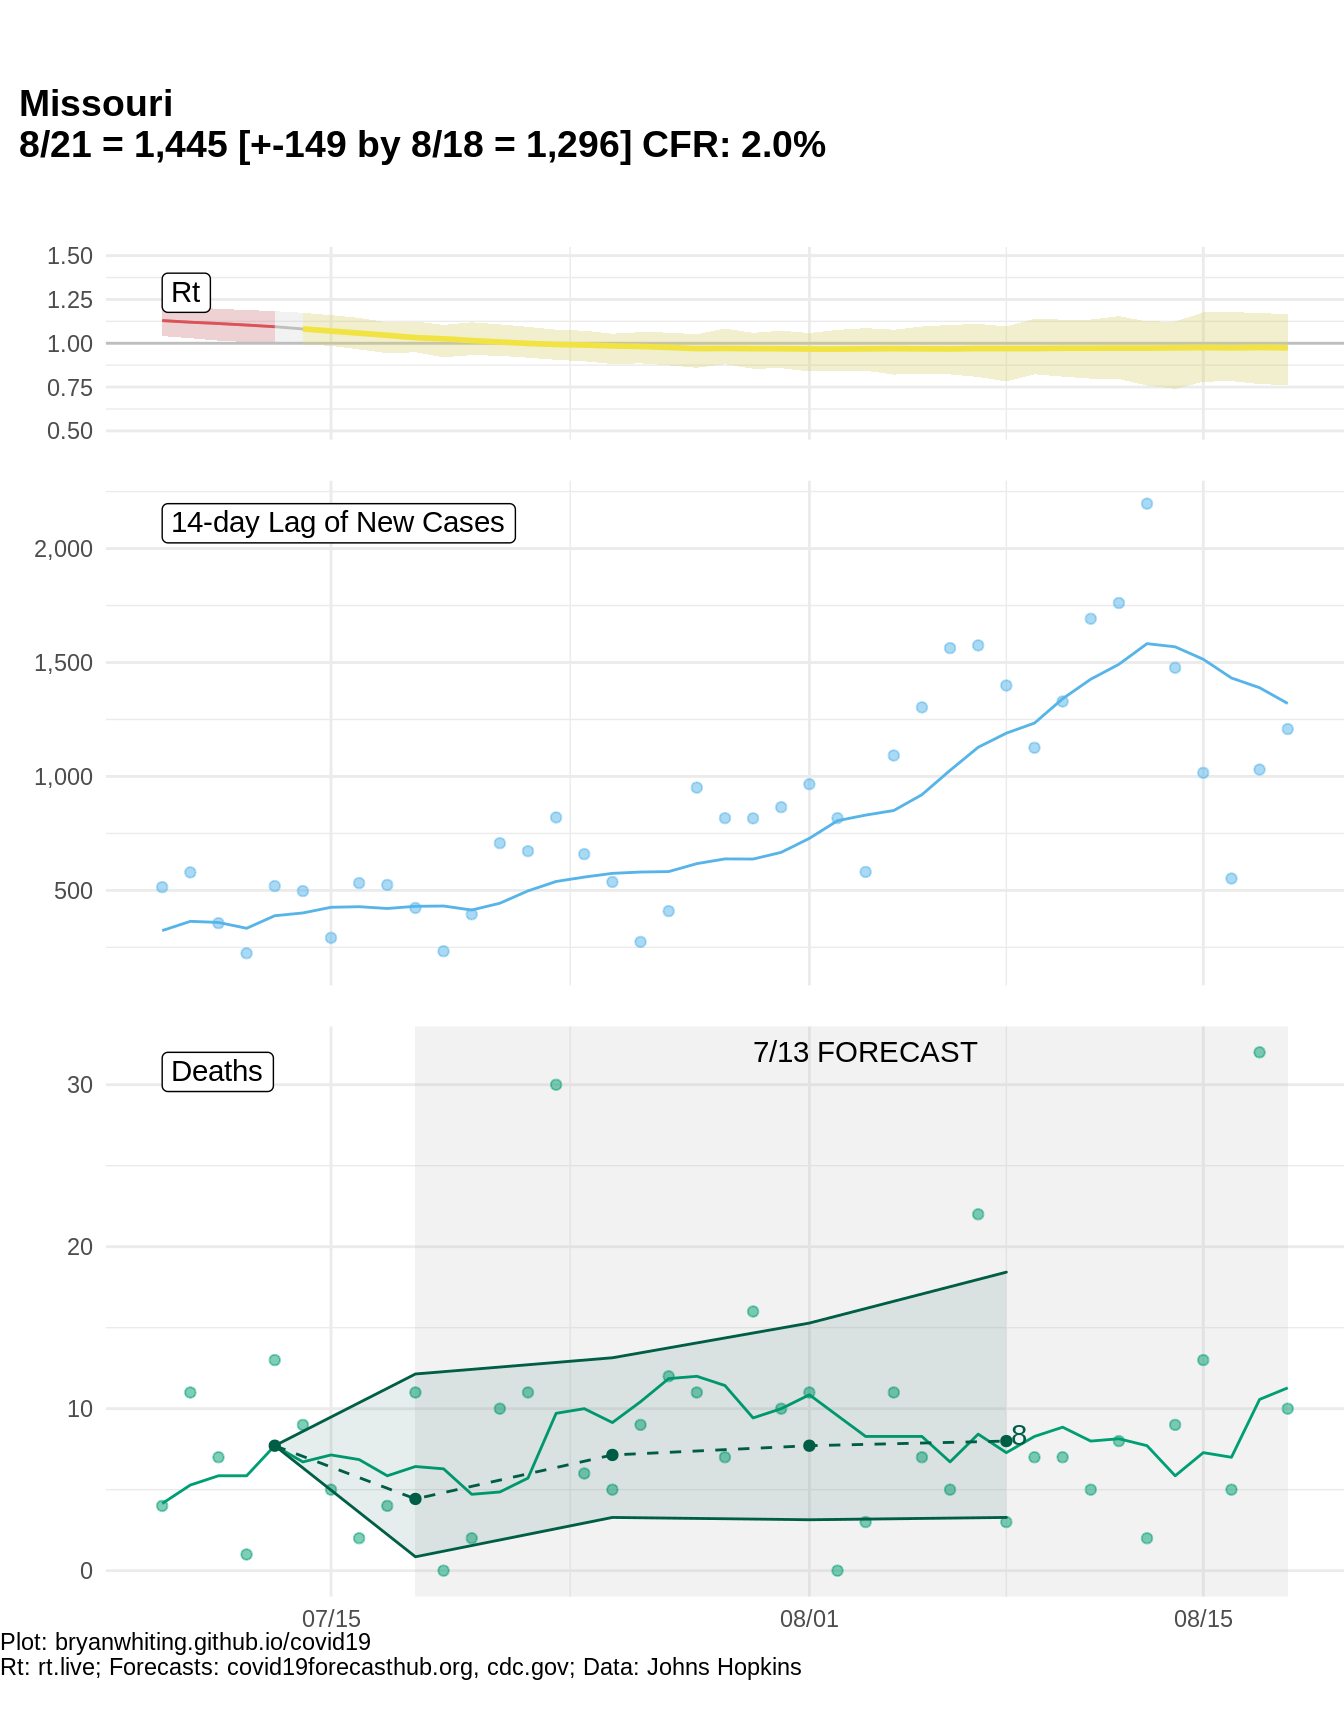 Missouri
8/21 = 1,445 [+-149 by 8/18 = 1,296] CFR: 2.0%
1.50
Rt
1.25
1.00
0.75
0.50
14-day Lag of New Cases
2,000
1,500
1,000
500
7/13 FORECAST
Deaths
30
20
10
8
0
07/15 08/01 08/15
Plot: bryanwhiting.github.io/covid19
Rt: rt.live; Forecasts: covid19forecasthub.org, cdc.gov; Data: Johns Hopkins